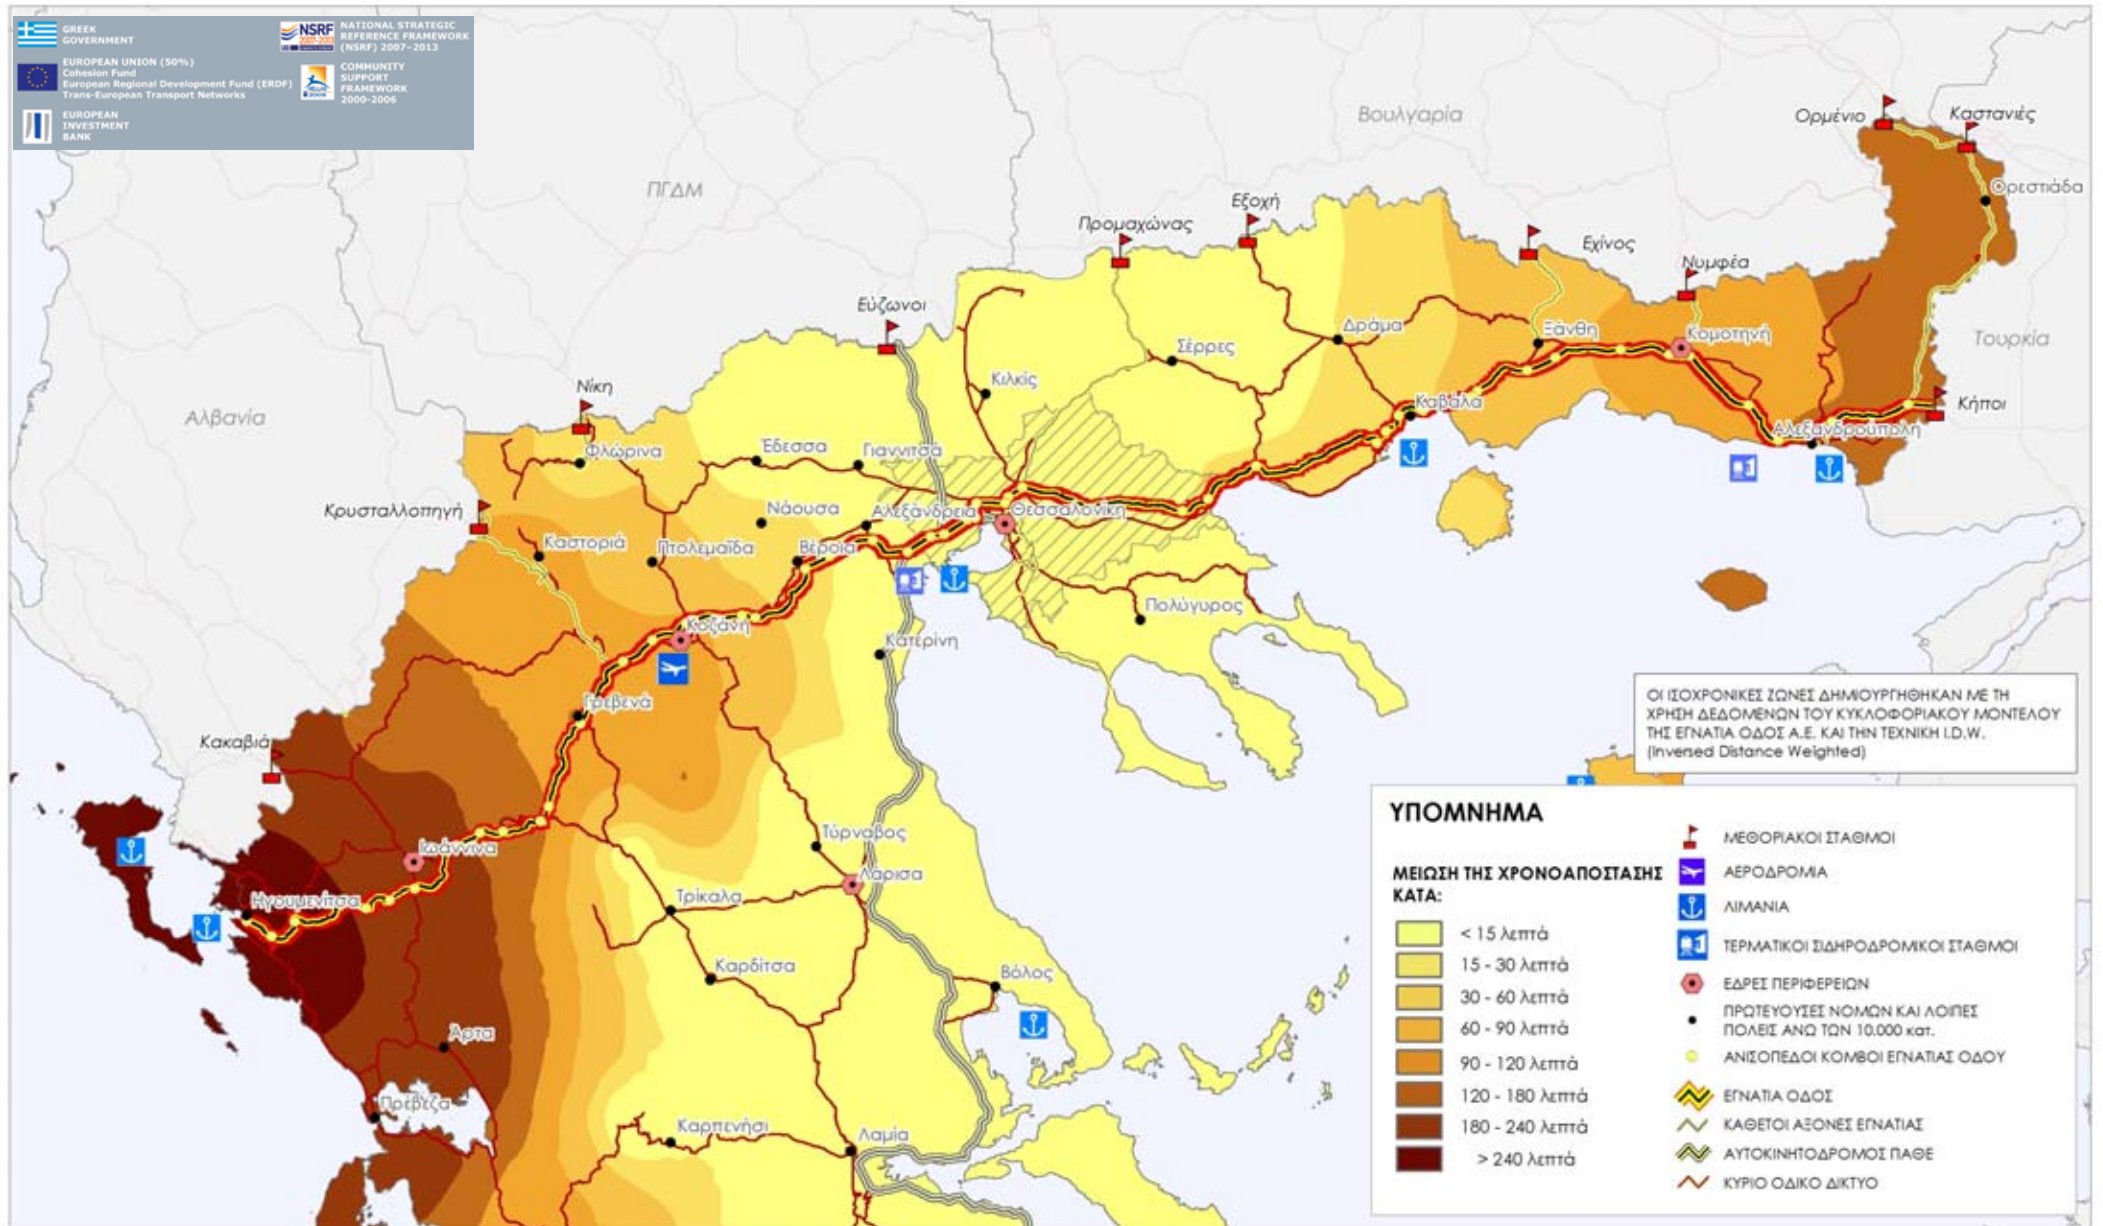 GREEK
GOVERNMENT
EUROPEAN UNION (50%)
Cohesion Fund
European Regional Development Fund (ERDF)
Trans-European Transport Networks
EUROPEAN
INVESTMENT
BANK
NSRF
2007-2013
NATIONAL STRATEGIC
REFERENCE FRAMEWORK
(NSRF) 2007–2013
COMMUNITY
SUPPORT
FRAMEWORK
2000-2006
Βουλγαρία
ΠΓΔΜ
Αλβανία
Τουρκία
Ορμένιο
Καστανιές
Ορεστιάδα
Εξοχή
Προμαχώνας
Εχίνος
Νυμφέα
Εύζωνοι
Δράμα
Ξάνθη
Κομοτηνή
Σέρρες
Κιλκίς
Νίκη
Καβάλα
Κήποι
Αλεξανδρούπολη
Φλώρινα
Έδεσσα
Γιαννιτσά
Κρυσταλλοπηγή
Νάουσα
Αλεξάνδρεια
Θεσσαλονίκη
Καστοριά
Πτολεμαΐδα
Βέροια
Πολύγυρος
Κοζάνη
Κατερίνη
Γρεβενά
Κακαβιά
Τύρναβος
Ιωάννινα
Λάρισα
Τρίκαλα
Ηγουμενίτσα
Καρδίτσα
Βόλος
Άρτα
Πρέβεζα
Καρπενήσι
Λαμία
ΟΙ ΙΣΟΧΡΟΝΙΚΕΣ ΖΩΝΕΣ ΔΗΜΙΟΥΡΓΗΘΗΚΑΝ ΜΕ ΤΗ
ΧΡΗΣΗ ΔΕΔΟΜΕΝΩΝ ΤΟΥ ΚΥΚΛΟΦΟΡΙΑΚΟΥ ΜΟΝΤΕΛΟΥ
ΤΗΣ ΕΓΝΑΤΙΑ ΟΔΟΣ Α.Ε. ΚΑΙ ΤΗΝ ΤΕΧΝΙΚΗ I.D.W.
(Inversed Distance Weighted)
ΥΠΟΜΝΗΜΑ
ΜΕΙΩΣΗ ΤΗΣ ΧΡΟΝΟΑΠΟΣΤΑΣΗΣ
ΚΑΤΑ:
< 15 λεπτά
15 - 30 λεπτά
30 - 60 λεπτά
60 - 90 λεπτά
90 - 120 λεπτά
120 - 180 λεπτά
180 - 240 λεπτά
> 240 λεπτά
ΜΕΘΟΡΙΑΚΟΙ ΣΤΑΘΜΟΙ
ΑΕΡΟΔΡΟΜΙΑ
ΛΙΜΑΝΙΑ
ΤΕΡΜΑΤΙΚΟΙ ΣΙΔΗΡΟΔΡΟΜΙΚΟΙ ΣΤΑΘΜΟΙ
ΕΔΡΕΣ ΠΕΡΙΦΕΡΕΙΩΝ
ΠΡΩΤΕΥΟΥΣΕΣ ΝΟΜΩΝ ΚΑΙ ΛΟΙΠΕΣ
ΠΟΛΕΙΣ ΑΝΩ ΤΩΝ 10.000 κατ.
ΑΝΙΣΟΠΕΔΟΙ ΚΟΜΒΟΙ ΕΓΝΑΤΙΑΣ ΟΔΟΥ
ΕΓΝΑΤΙΑ ΟΔΟΣ
ΚΑΘΕΤΟΙ ΑΞΟΝΕΣ ΕΓΝΑΤΙΑΣ
ΑΥΤΟΚΙΝΗΤΟΔΡΟΜΟΣ ΠΑΘΕ
ΚΥΡΙΟ ΟΔΙΚΟ ΔΙΚΤΥΟ